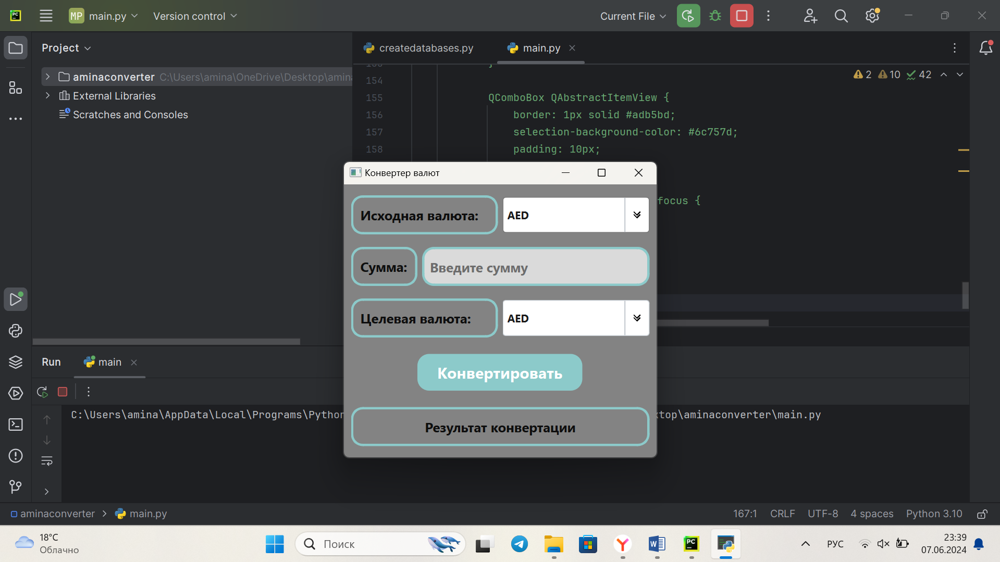 MP main.py
Version control
Current File
Project
createdatabases.py
main.py
aminaconverter C:\Users\amina\OneDrive\Desktop\amina
External Libraries
Scratches and Consoles
2 10 42
}
154
155 QComboBox QAbstractItemView {
156 border: 1px solid #adb5bd;
157 selection-background-color: #6c757d;
158 padding: 10px;
focus {
Конвертер валют
Исходная валюта: AED
Сумма: Введите сумму
Целевая валюта: AED
Конвертировать
Результат конвертации
Run main
C:\Users\amina\AppData\Local\Programs\Python
ktop\aminaconverter\main.py
aminaconverter > main.py
167:1 CRLF UTF-8 4 spaces Python 3.10
18°C
Облачно
Поиск
РУС
23:39
07.06.2024